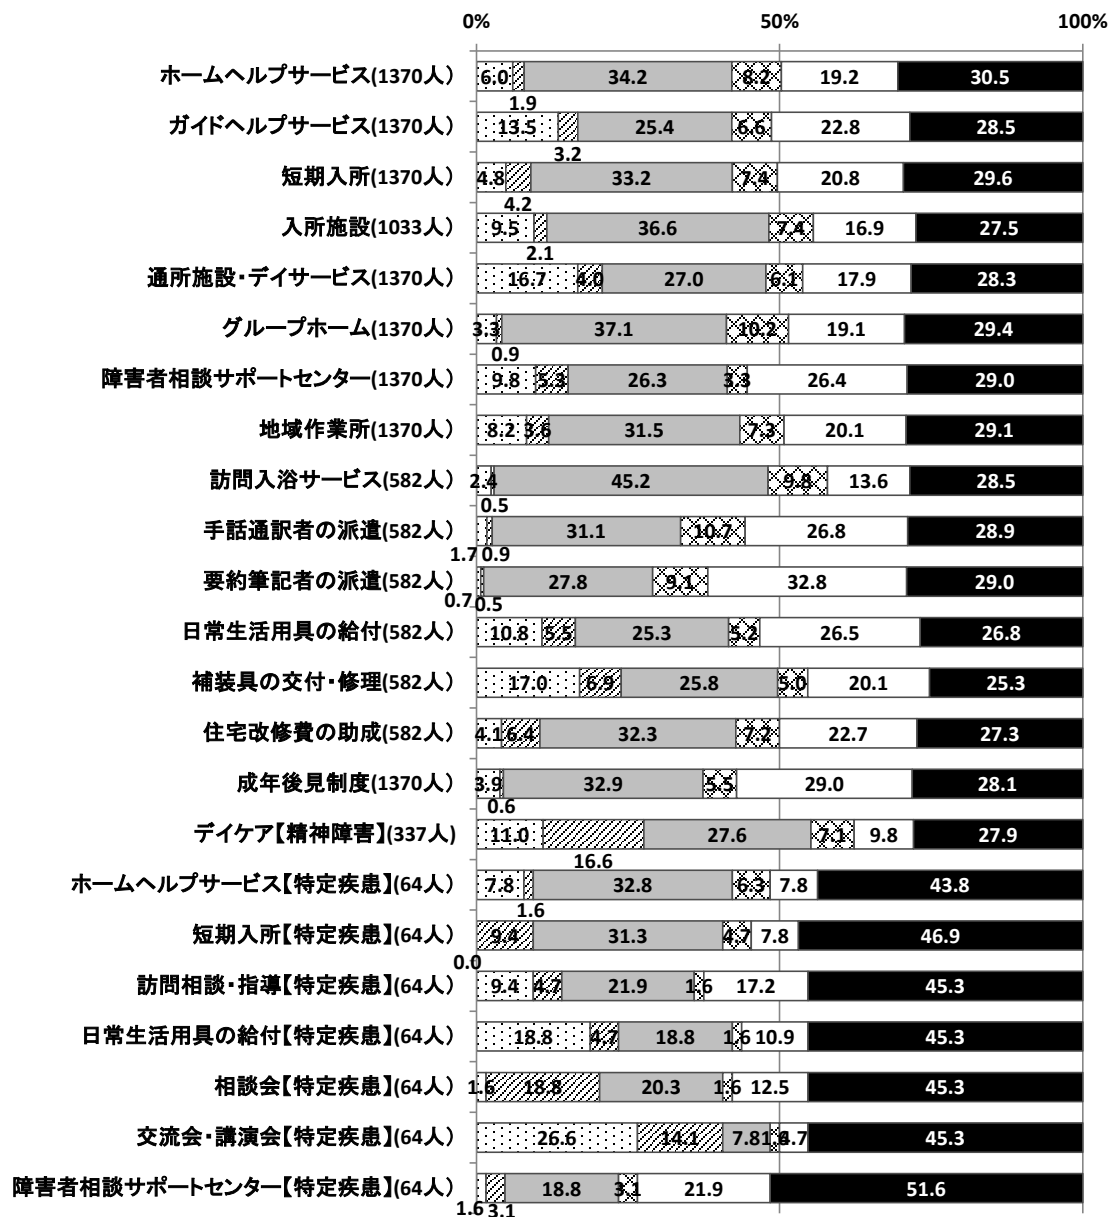 0% 50% 100%
ホームヘルプサービス(1370人) 6.0 34.2 8.2 19.2 30.5
1.9
ガイドヘルプサービス(1370人) 13.5 25.4 6.6 22.8 28.5
3.2
短期入所(1370人) 4.8 33.2 7.4 20.8 29.6
4.2
入所施設(1033人) 9.5 36.6 7.4 16.9 27.5
2.1
通所施設・デイサービス(1370人) 16.7 4.0 27.0 6.1 17.9 28.3
グループホーム(1370人) 3.3 37.1 10.2 19.1 29.4
0.9
障害者相談サポートセンター(1370人) 9.8 5.3 26.3 3.3 26.4 29.0
地域作業所(1370人) 8.2 3.6 31.5 7.3 20.1 29.1
訪問入浴サービス(582人) 2.4 45.2 9.8 13.6 28.5
0.5
手話通訳者の派遣(582人) 31.1 10.7 26.8 28.9
1.7 0.9
要約筆記者の派遣(582人) 27.8 9.1 32.8 29.0
0.7 0.5
日常生活用具の給付(582人) 10.8 5.5 25.3 5.2 26.5 26.8
補装具の交付・修理(582人) 17.0 6.9 25.8 5.0 20.1 25.3
住宅改修費の助成(582人) 4.1 6.4 32.3 7.2 22.7 27.3
成年後見制度(1370人) 3.9 32.9 5.5 29.0 28.1
0.6
デイケア【精神障害】(337人) 11.0 27.6 7.1 9.8 27.9
16.6
ホームヘルプサービス【特定疾患】(64人) 7.8 32.8 6.3 7.8 43.8
1.6
短期入所【特定疾患】(64人) 9.4 31.3 4.7 7.8 46.9
0.0
訪問相談・指導【特定疾患】(64人) 9.4 4.7 21.9 1.6 17.2 45.3
日常生活用具の給付【特定疾患】(64人) 18.8 4.7 18.8 1.6 10.9 45.3
相談会【特定疾患】(64人) 1.6 18.8 20.3 1.6 12.5 45.3
交流会・講演会【特定疾患】(64人) 26.6 14.1 7.8 1.6 4.7 45.3
障害者相談サポートセンター【特定疾患】(64人) 18.8 3.1 21.9 51.6
1.6 3.1